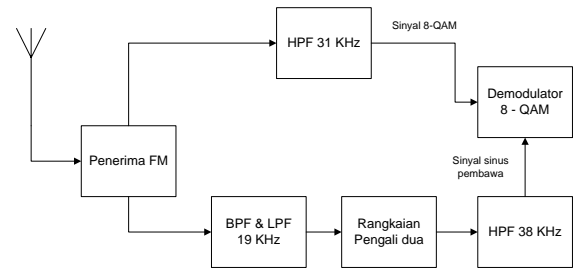 Sinyal 8-QAM
HPF 31 KHz
Demodulator
8 - QAM
Penerima FM
Sinyal sinus
pembawa
BPF & LPF
19 KHz
Rangkaian
Pengali dua
HPF 38 KHz